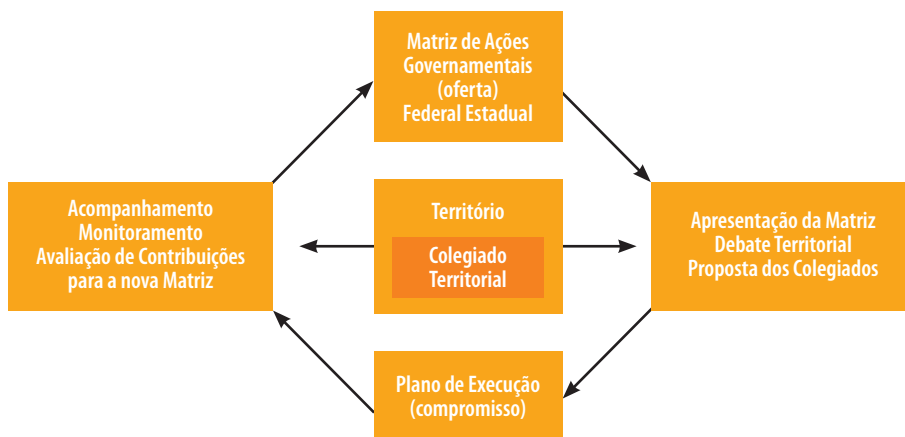 Matriz de Ações
Governamentais
(oferta)
Federal Estadual
Acompanhamento
Monitoramento
Avaliação de Contribuições
para a nova Matriz
Território
Colegiado
Territorial
Apresentação da Matriz
Debate Territorial
Proposta dos Colegiados
Plano de Execução
(compromisso)